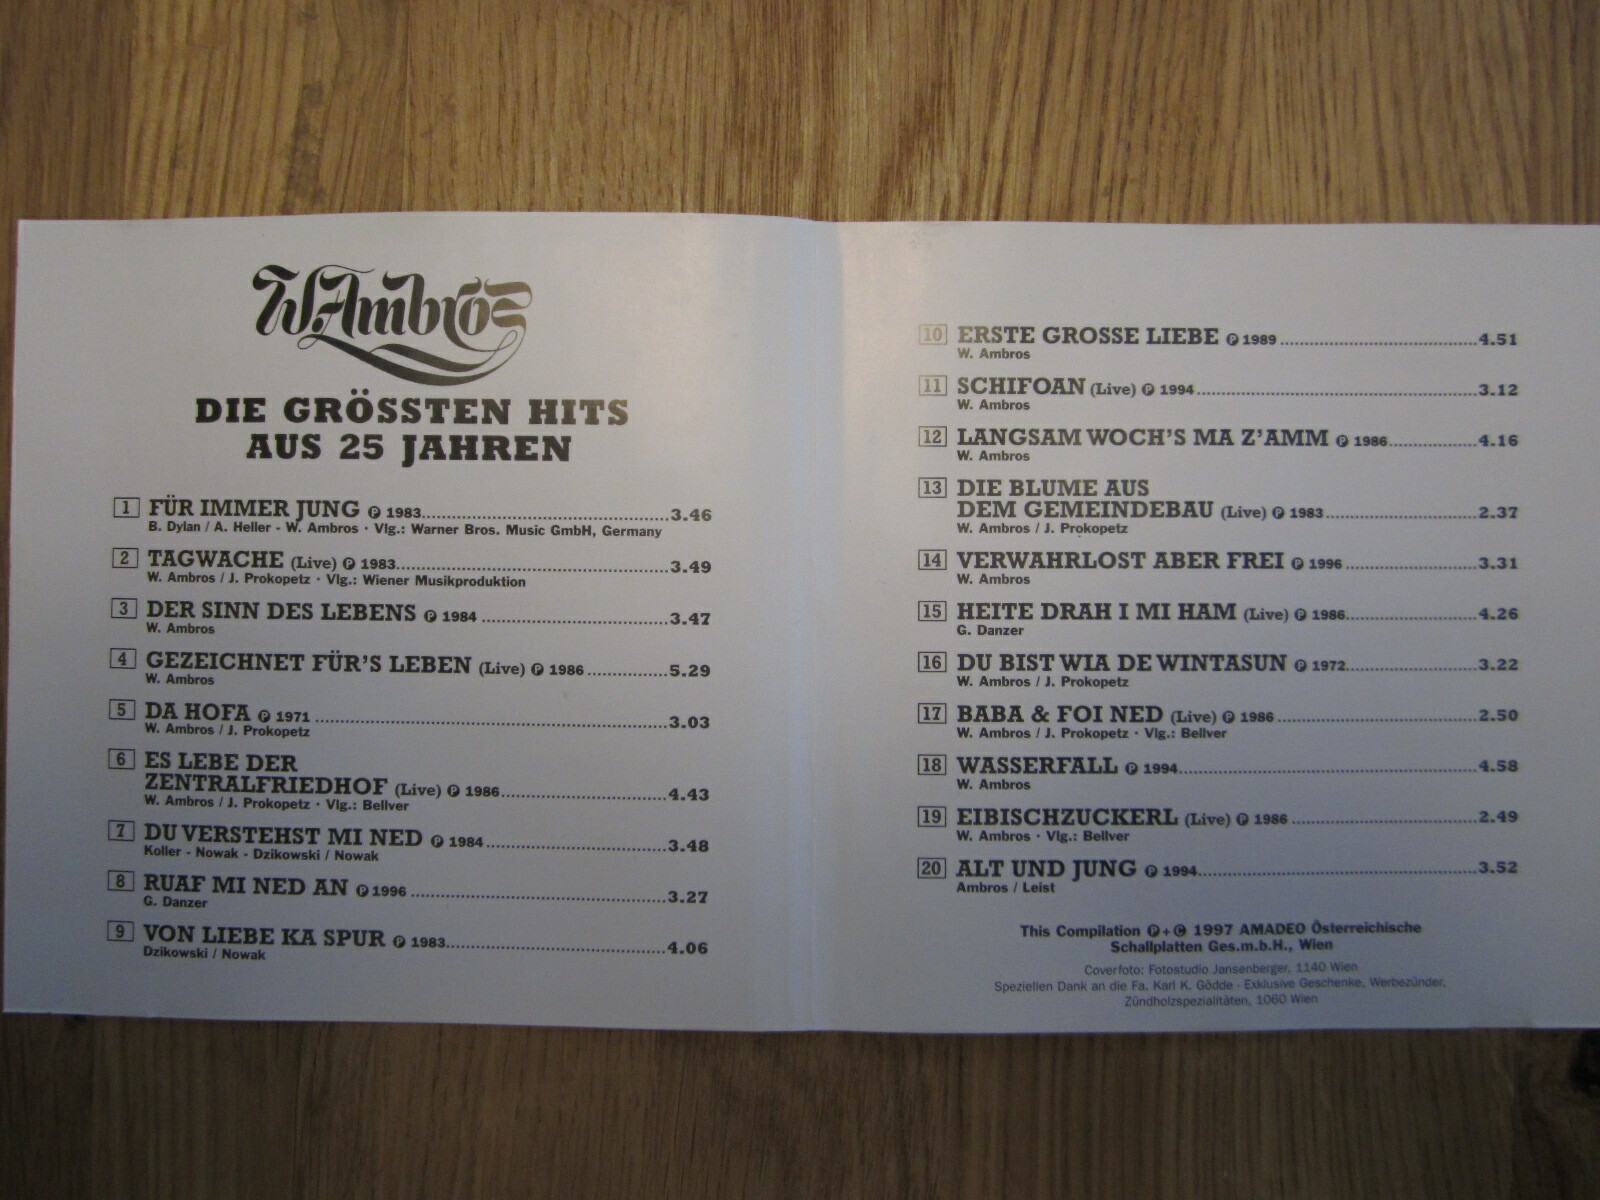 W. Ambros
DIE GRÖSSTEN HITS
AUS 25 JAHREN
1 FÜR IMMER JUNG ℗ 1983 3.46
B. Dylan / A. Heller - W. Ambros · Vlg.: Warner Bros. Music GmbH, Germany
2 TAGWACHE (Live) ℗ 1983 3.49
W. Ambros / J. Prokopetz · Vlg.: Wiener Musikproduktion
3 DER SINN DES LEBENS ℗ 1984 3.47
W. Ambros
4 GEZEICHNET FÜR'S LEBEN (Live) ℗ 1986 5.29
W. Ambros
5 DA HOFA ℗ 1971 3.03
W. Ambros / J. Prokopetz
6 ES LEBE DER
ZENTRALFRIEDHOF (Live) ℗ 1986 4.43
W. Ambros / J. Prokopetz · Vlg.: Bellver
7 DU VERSTEHST MI NED ℗ 1984 3.48
Koller - Nowak - Dzikowski / Nowak
8 RUAF MI NED AN ℗ 1996 3.27
G. Danzer
9 VON LIEBE KA SPUR ℗ 1983 4.06
Dzikowski / Nowak
10 ERSTE GROSSE LIEBE ℗ 1989 4.51
W. Ambros
11 SCHIFOAN (Live) ℗ 1994 3.12
W. Ambros
12 LANGSAM WOCH'S MA Z'AMM ℗ 1986 4.16
W. Ambros
13 DIE BLUME AUS
DEM GEMEINDEBAU (Live) ℗ 1983 2.37
W. Ambros / J. Prokopetz
14 VERWAHRLOST ABER FREI ℗ 1996 3.31
W. Ambros
15 HEITE DRAH I MI HAM (Live) ℗ 1986 4.26
G. Danzer
16 DU BIST WIA DE WINTASUN ℗ 1972 3.22
W. Ambros / J. Prokopetz
17 BABA & FOI NED (Live) ℗ 1986 2.50
W. Ambros / J. Prokopetz · Vlg.: Bellver
18 WASSERFALL ℗ 1994 4.58
W. Ambros
19 EIBISCHZUCKERL (Live) ℗ 1986 2.49
W. Ambros · Vlg.: Bellver
20 ALT UND JUNG ℗ 1994 3.52
Ambros / Leist
This Compilation ℗+© 1997 AMADEO Österreichische
Schallplatten Ges.m.b.H., Wien
Coverfoto: Fotostudio Jansenberger, 1140 Wien
Speziellen Dank an die Fa. Karl K. Gödde - Exklusive Geschenke, Werbezünder,
Zündholzspezialitäten, 1060 Wien